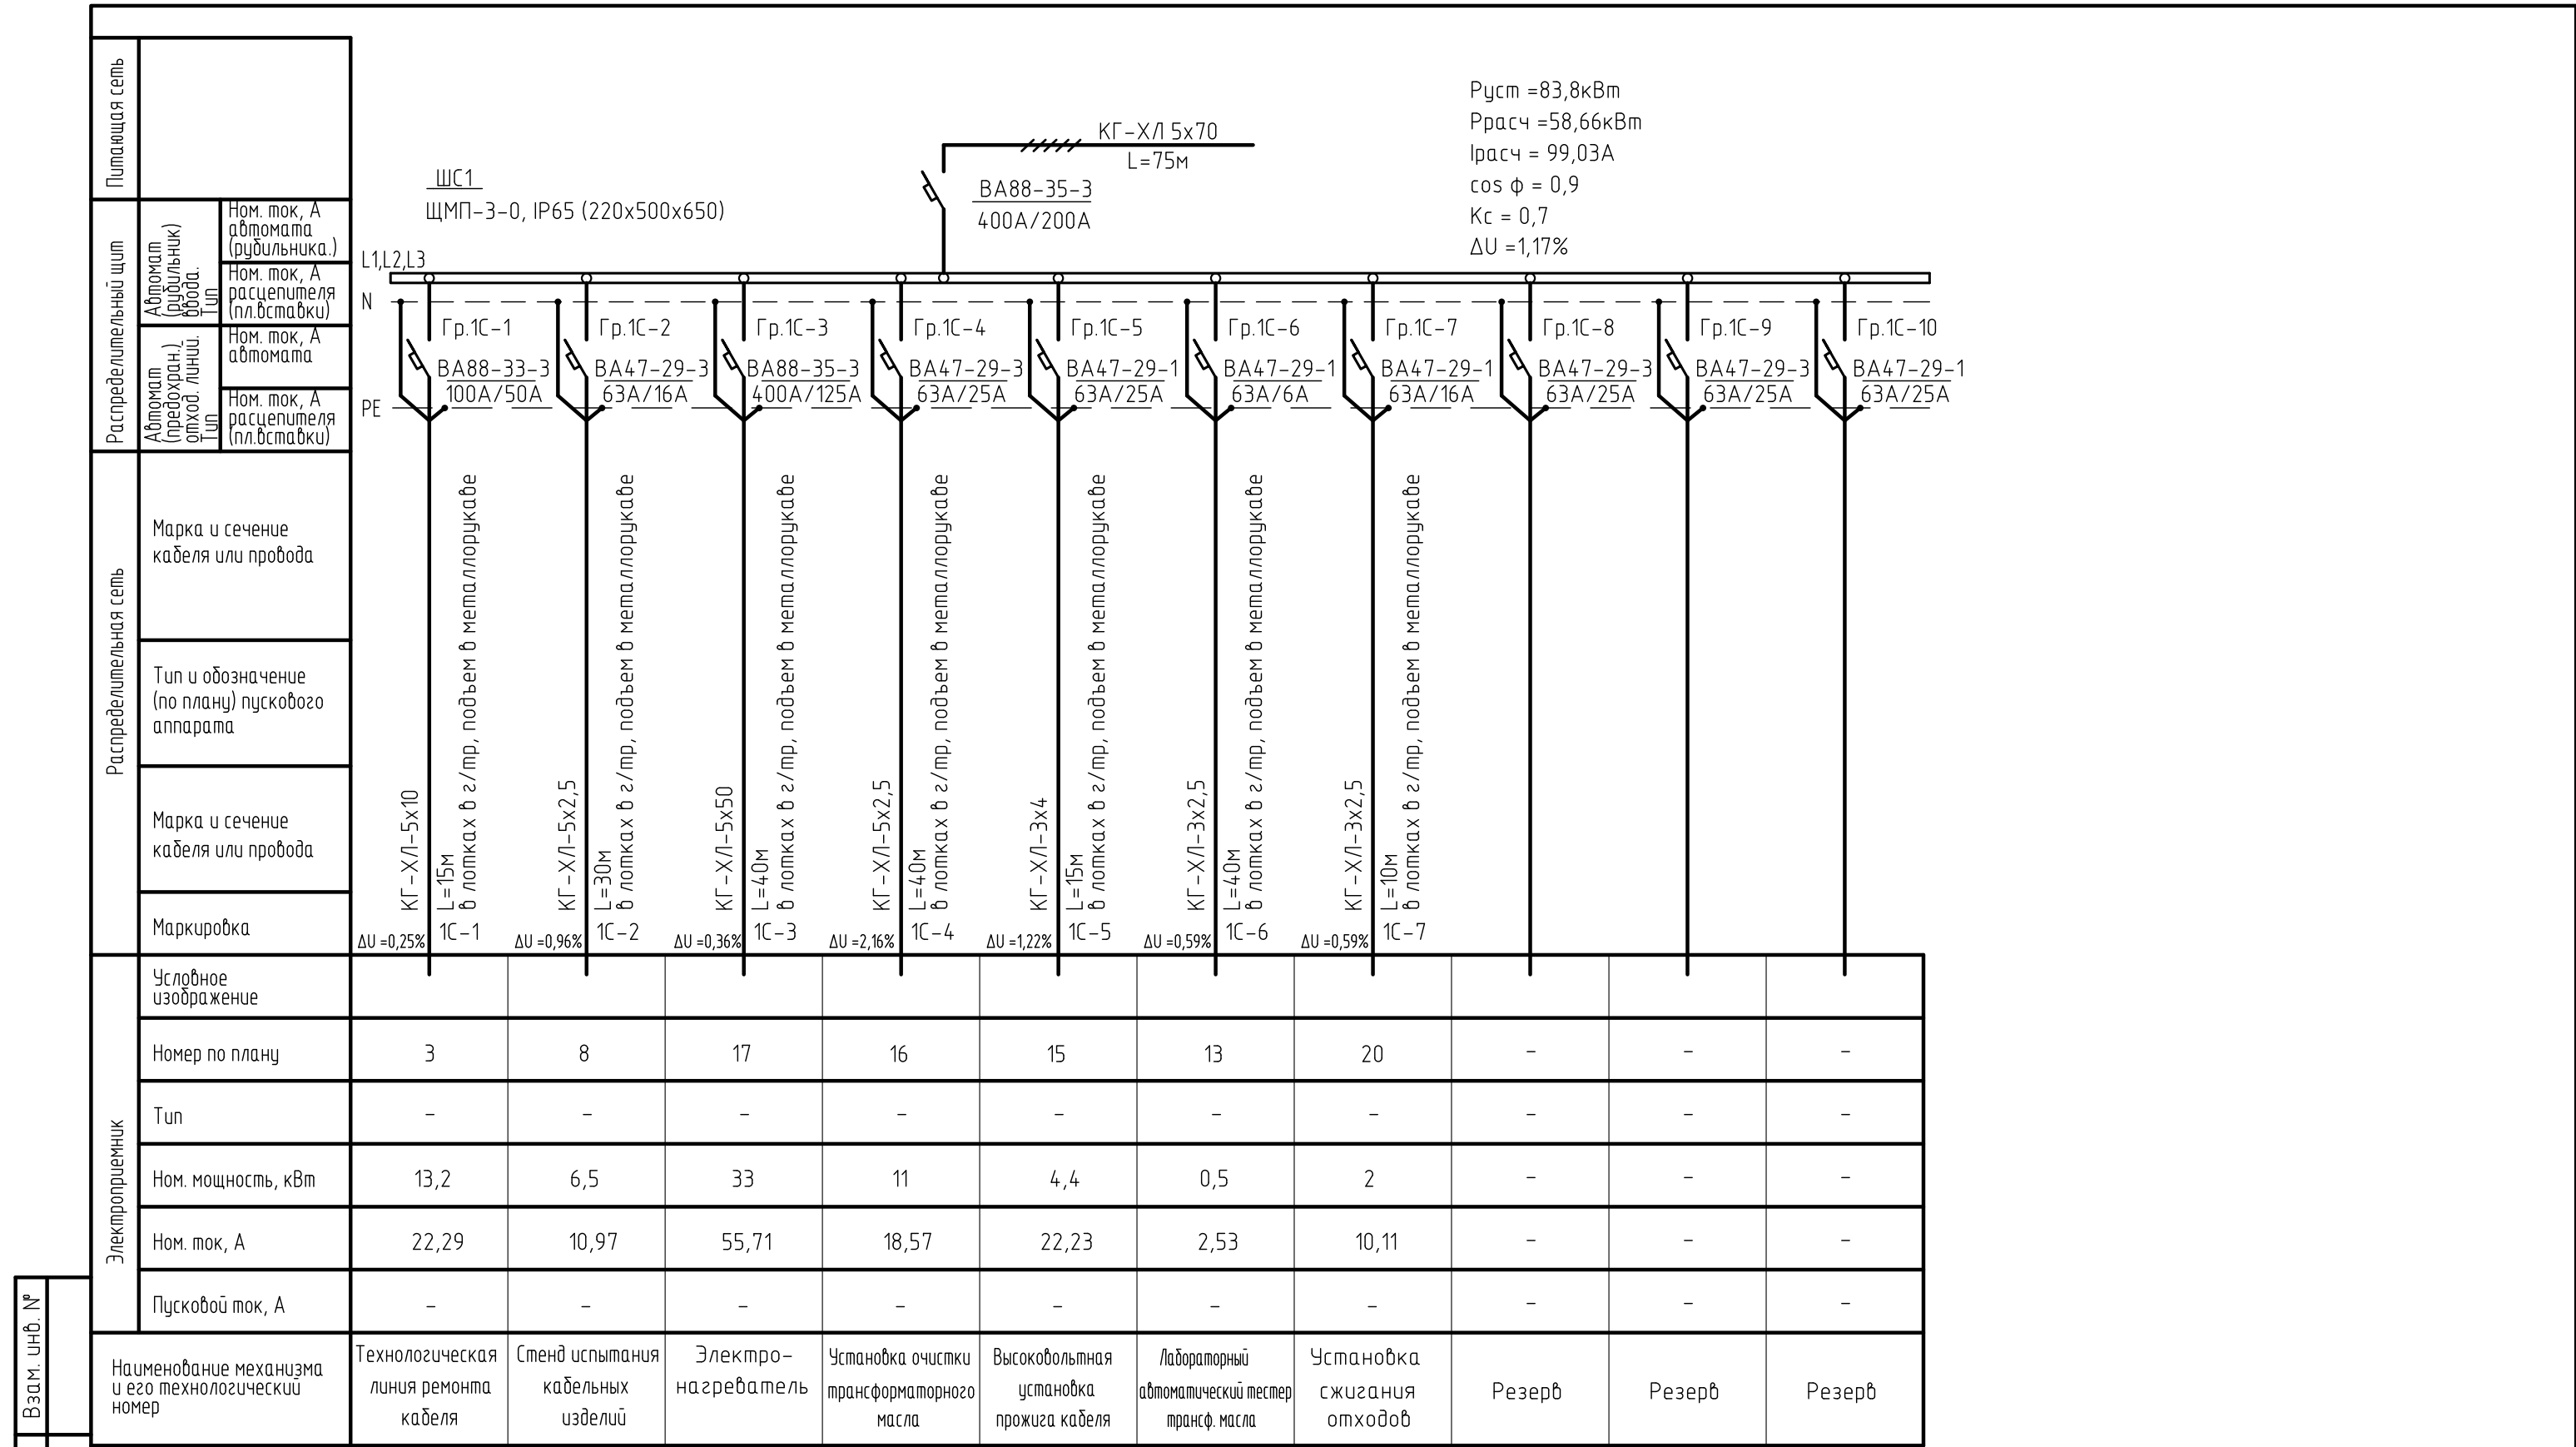 Питающая сеть
Распределительный щит
Автомат
(рубильник)
ввода.
Тип
Ном. ток, А
автомата
(рубильника.)
Ном. ток, А
расцепителя
(пл.вставки)
Автомат
(предохран.)
отход. линии.
Тип
Ном. ток, А
автомата
Ном. ток, А
расцепителя
(пл.вставки)
Распределительная сеть
Марка и сечение
кабеля или провода
Тип и обозначение
(по плану) пускового
аппарата
Марка и сечение
кабеля или провода
Маркировка
ШС1
ЩМП-3-0, IP65 (220х500х650)
КГ-ХЛ 5х70
L=75м
ВА88-35-3
400А/200А
Руст =83,8кВт
Ррасч =58,66кВт
Iрасч = 99,03А
cos ф = 0,9
Кс = 0,7
ΔU =1,17%
L1,L2,L3
N
PE
Гр.1С-1
ВА88-33-3
100А/50А
Гр.1С-2
ВА47-29-3
63А/16А
Гр.1С-3
ВА88-35-3
400А/125А
Гр.1С-4
ВА47-29-3
63А/25А
Гр.1С-5
ВА47-29-1
63А/25А
Гр.1С-6
ВА47-29-1
63А/6А
Гр.1С-7
ВА47-29-1
63А/16А
Гр.1С-8
ВА47-29-3
63А/25А
Гр.1С-9
ВА47-29-3
63А/25А
Гр.1С-10
ВА47-29-1
63А/25А
КГ-ХЛ-5х10
L=15м
в лотках в г/тр, подъем в металлорукаве
ΔU =0,25%
1С-1
КГ-ХЛ-5х2,5
L=30м
в лотках в г/тр, подъем в металлорукаве
ΔU =0,96%
1С-2
КГ-ХЛ-5х50
L=40м
в лотках в г/тр, подъем в металлорукаве
ΔU =0,36%
1С-3
КГ-ХЛ-5х2,5
L=40м
в лотках в г/тр, подъем в металлорукаве
ΔU =2,16%
1С-4
КГ-ХЛ-3х4
L=15м
в лотках в г/тр, подъем в металлорукаве
ΔU =1,22%
1С-5
КГ-ХЛ-3х2,5
L=40м
в лотках в г/тр, подъем в металлорукаве
ΔU =0,59%
1С-6
КГ-ХЛ-3х2,5
L=10м
в лотках в г/тр, подъем в металлорукаве
ΔU =0,59%
1С-7
Электроприемник
Условное
изображение
Номер по плану 3 8 17 16 15 13 20 - - -
Тип - - - - - - - - - -
Ном. мощность, кВт 13,2 6,5 33 11 4,4 0,5 2 - - -
Ном. ток, А 22,29 10,97 55,71 18,57 22,23 2,53 10,11 - - -
Пусковой ток, А - - - - - - - - - -
Наименование механизма
и его технологический
номер
Технологическая
линия ремонта
кабеля
Стенд испытания
кабельных
изделий
Электро-
нагреватель
Установка очистки
трансформаторного
масла
Высоковольтная
установка
прожига кабеля
Лабораторный
автоматический тестер
трансф. масла
Установка
сжигания
отходов
Резерв
Резерв
Резерв
Взам. инв. №